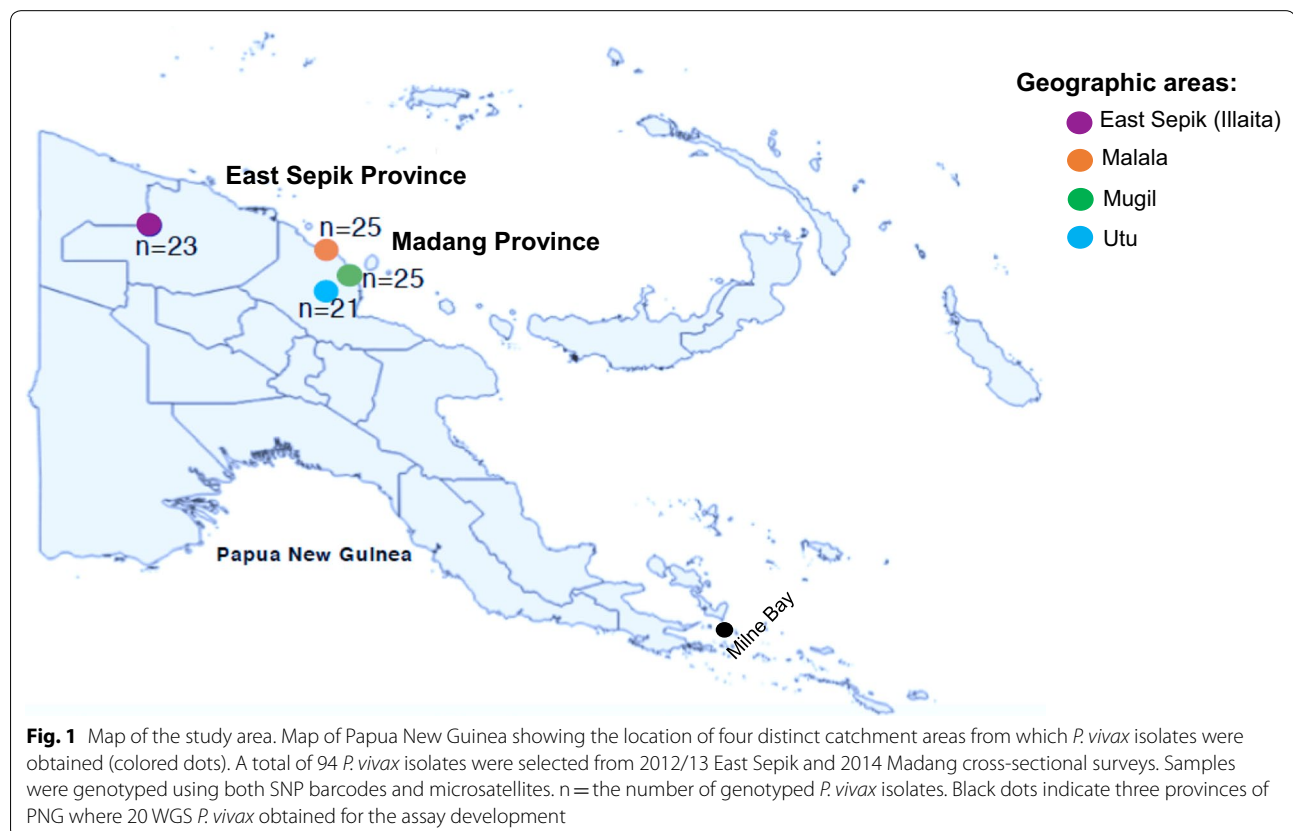 Geographic areas:
East Sepik (Illaita)
Malala
Mugil
Utu
East Sepik Province
n=23
n=25
Madang Province
n=25
n=21
Papua New Guinea
Milne Bay
Fig. 1 Map of the study area. Map of Papua New Guinea showing the location of four distinct catchment areas from which P. vivax isolates were
obtained (colored dots). A total of 94 P. vivax isolates were selected from 2012/13 East Sepik and 2014 Madang cross-sectional surveys. Samples
were genotyped using both SNP barcodes and microsatellites. n = the number of genotyped P. vivax isolates. Black dots indicate three provinces of
PNG where 20 WGS P. vivax obtained for the assay development